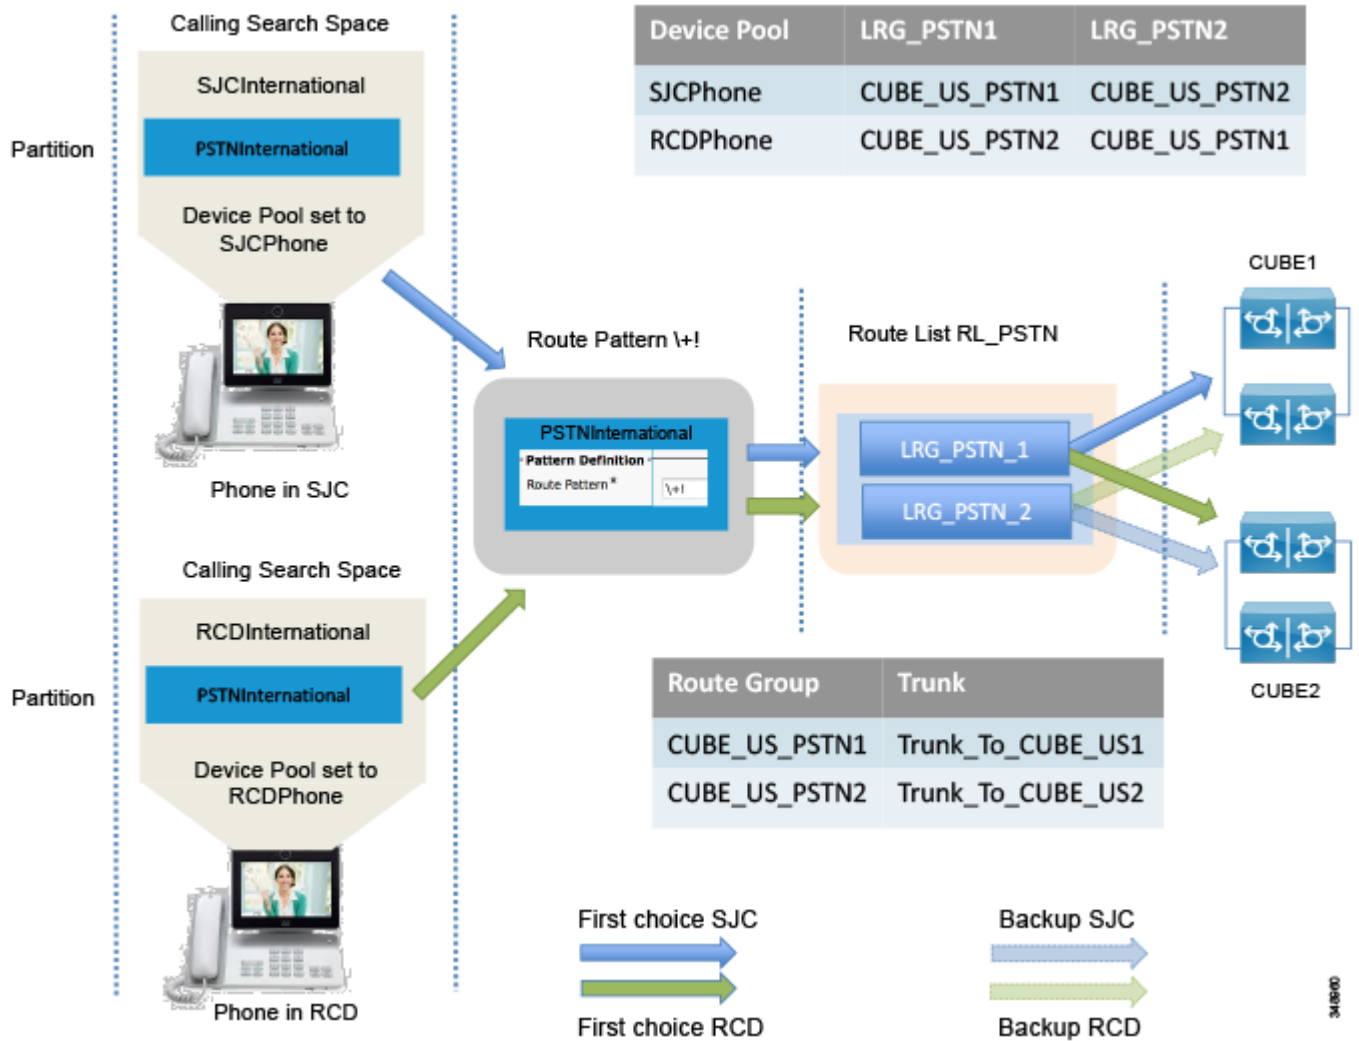 Calling Search Space
SJCInternational
Partition
PSTNInternational
Device Pool set to
SJCPhone
Phone in SJC
Calling Search Space
RCDInternational
Partition
PSTNInternational
Device Pool set to
RCDPhone
Phone in RCD
Device Pool LRG_PSTN1 LRG_PSTN2
SJCPhone CUBE_US_PSTN1 CUBE_US_PSTN2
RCDPhone CUBE_US_PSTN2 CUBE_US_PSTN1
Route Pattern \+!
PSTNInternational
Pattern Definition
Route Pattern* \+!
Route List RL_PSTN
LRG_PSTN_1
LRG_PSTN_2
CUBE1
CUBE2
Route Group Trunk
CUBE_US_PSTN1 Trunk_To_CUBE_US1
CUBE_US_PSTN2 Trunk_To_CUBE_US2
First choice SJC
First choice RCD
Backup SJC
Backup RCD
348960